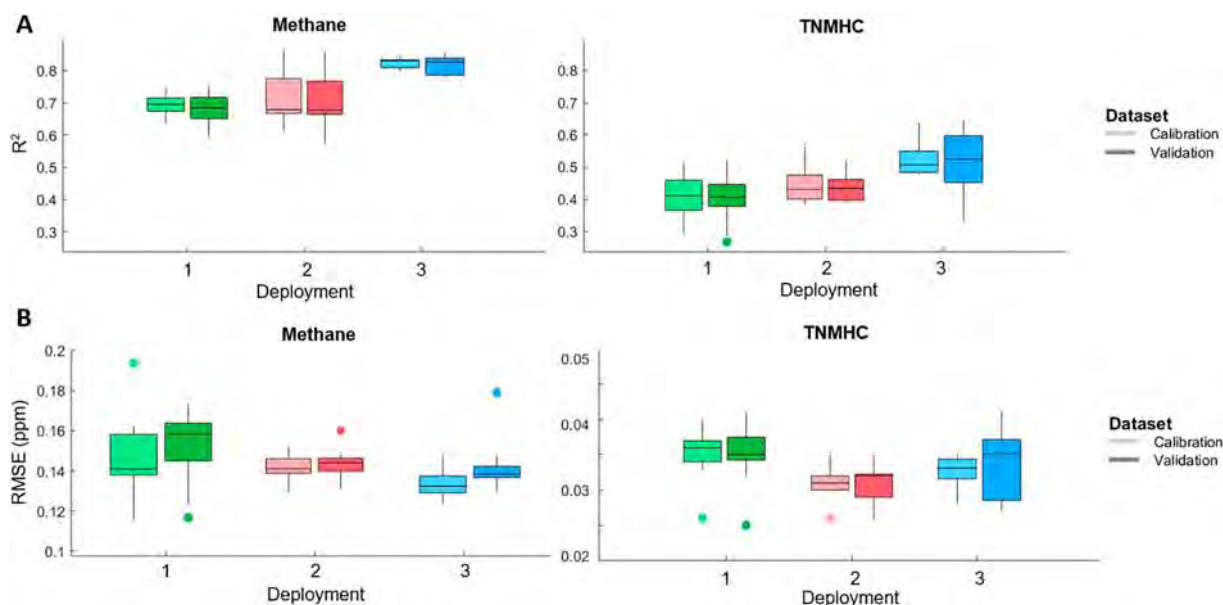 A
Methane
TNMHC
R²
0.8
0.7
0.6
0.5
0.4
0.3
1
2
3
Deployment
0.8
0.7
0.6
0.5
0.4
0.3
1
2
3
Deployment
Dataset
Calibration
Validation
B
Methane
TNMHC
RMSE (ppm)
0.2
0.18
0.16
0.14
0.12
0.1
1
2
3
Deployment
0.05
0.04
0.03
0.02
1
2
3
Deployment
Dataset
Calibration
Validation